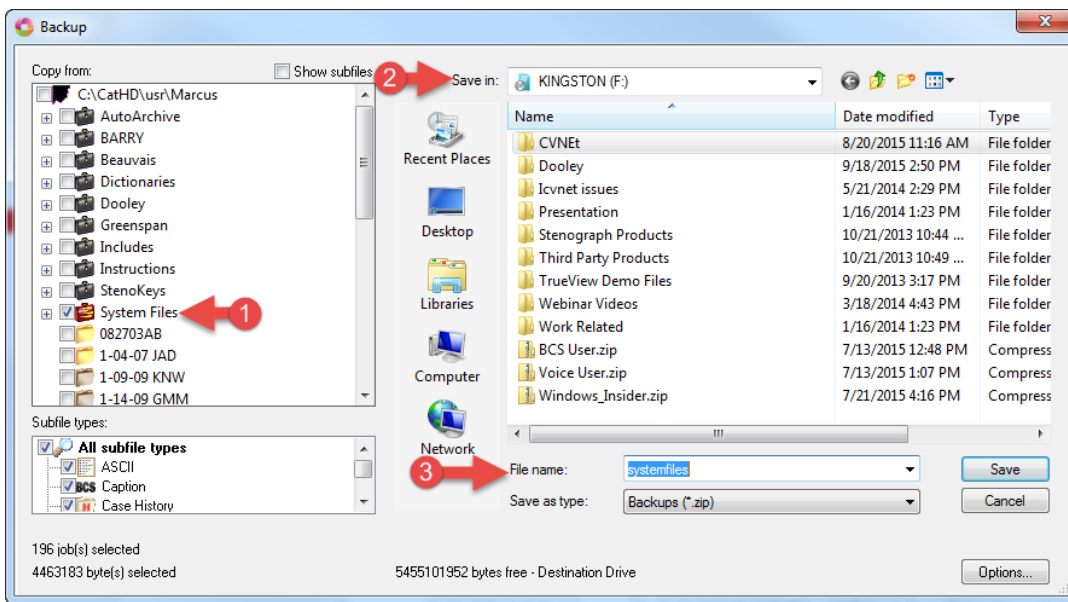 Backup
Copy from:
Show subfiles
C:\CatHD\usr\Marcus
AutoArchive
BARRY
Beauvais
Dictionaries
Dooley
Greenspan
Includes
Instructions
StenoKeys
System Files
1
082703AB
1-04-07 JAD
1-09-09 KNW
1-14-09 GMM
Subfile types:
All subfile types
ASCII
BCS Caption
H Case History
196 job(s) selected
4463183 byte(s) selected
2
Save in:
KINGSTON (F:)
Recent Places
Desktop
Libraries
Computer
Network
Name Date modified Type
CVNEt 8/20/2015 11:16 AM File folder
Dooley 9/18/2015 2:50 PM File folder
Icvnet issues 5/21/2014 2:29 PM File folder
Presentation 1/16/2014 1:23 PM File folder
Stenograph Products 10/21/2013 10:44 ... File folder
Third Party Products 10/21/2013 10:49 ... File folder
TrueView Demo Files 9/20/2013 3:17 PM File folder
Webinar Videos 3/18/2014 4:43 PM File folder
Work Related 1/16/2014 1:23 PM File folder
BCS User.zip 7/13/2015 12:48 PM Compress
Voice User.zip 7/13/2015 1:07 PM Compress
Windows_Insider.zip 7/21/2015 4:16 PM Compress
3
File name:
systemfiles
Save
Save as type:
Backups (*.zip)
Cancel
5455101952 bytes free - Destination Drive
Options...